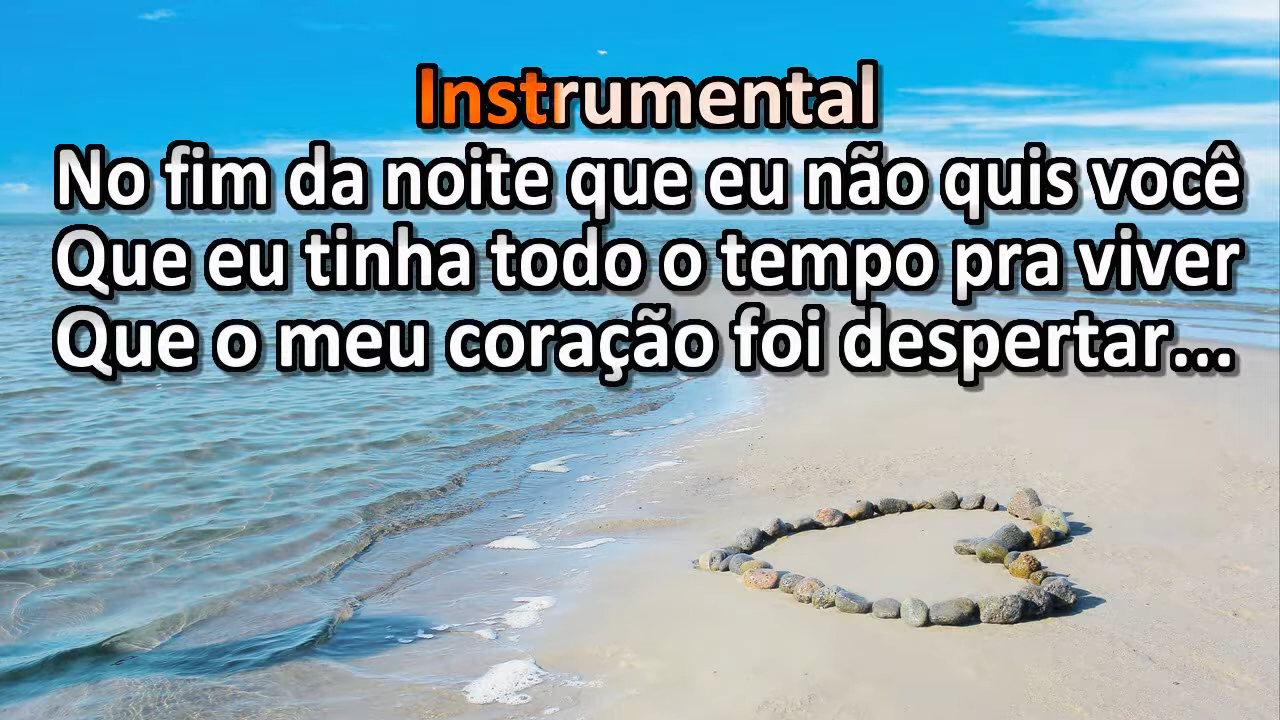 Instrumental
No fim da noite que eu não quis você
Que eu tinha todo o tempo pra viver
Que o meu coração foi despertar...